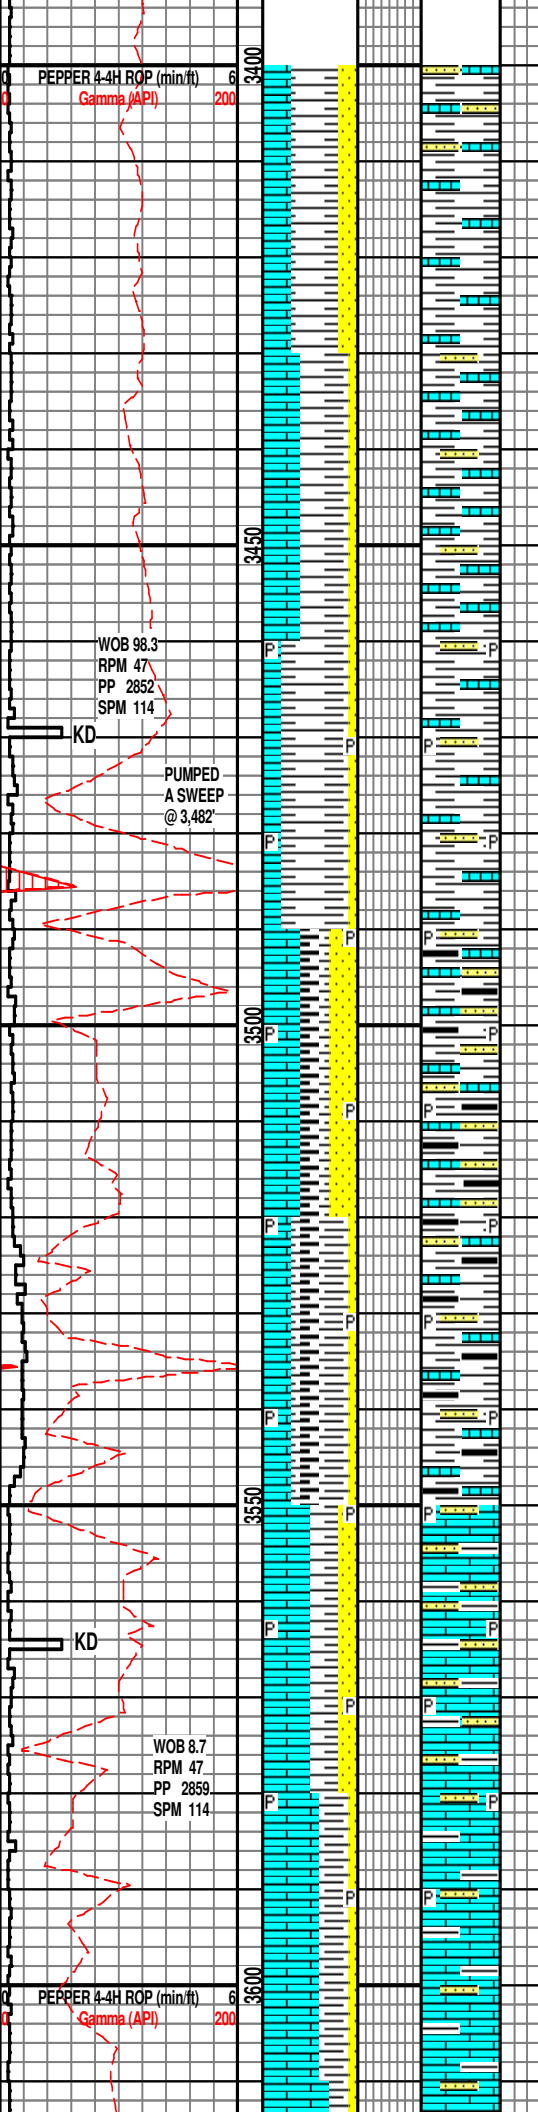 3400
0 PEPPER 4-4H ROP (min/ft) 6
0 Gamma (API) 200
3450
WOB 98.3
RPM 47
PP 2852
SPM 114
P
P
KD
P
P
PUMPED
A SWEEP
@ 3,482'
P
P
P
P
3500
P
P
P
P
P
P
P
P
P
P
3550
P
P
P
P
KD
P
P
WOB 8.7
RPM 47
PP 2859
SPM 114
P
P
P
P
3600
0 PEPPER 4-4H ROP (min/ft) 6
0 Gamma (API) 200